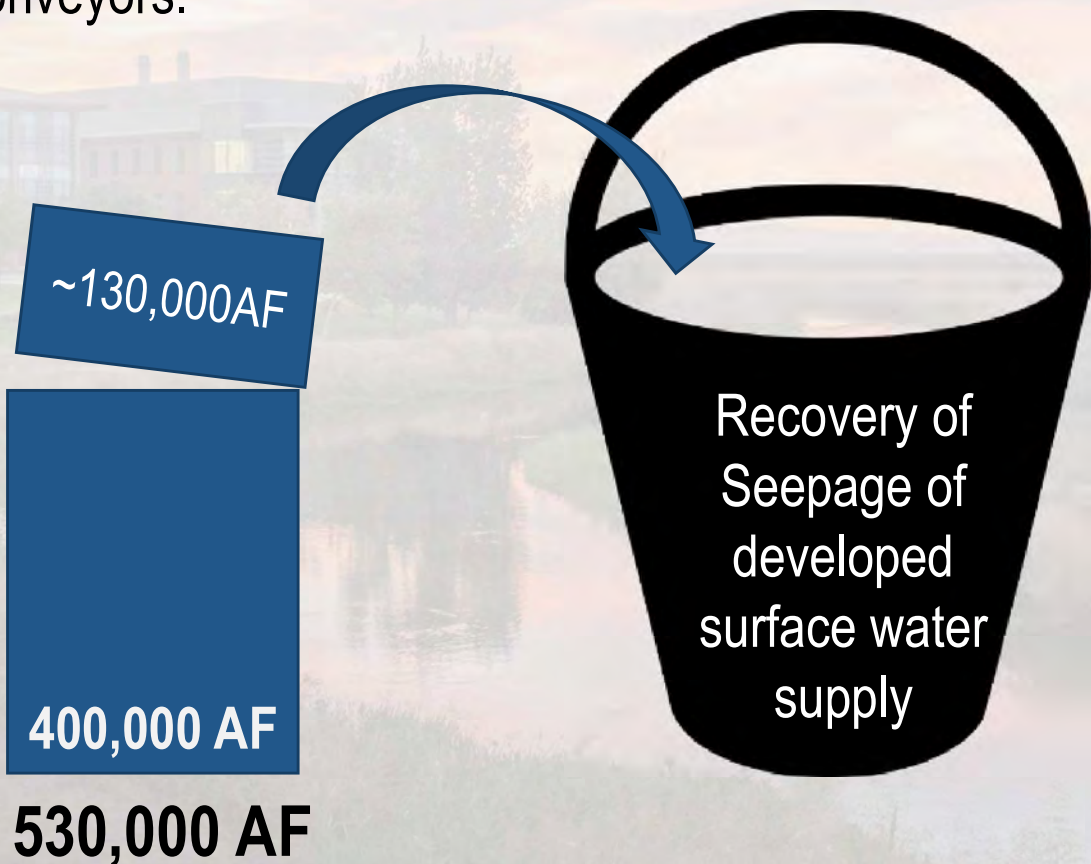 ~130,000AF
400,000 AF
530,000 AF
Recovery of
Seepage of
developed
surface water
supply